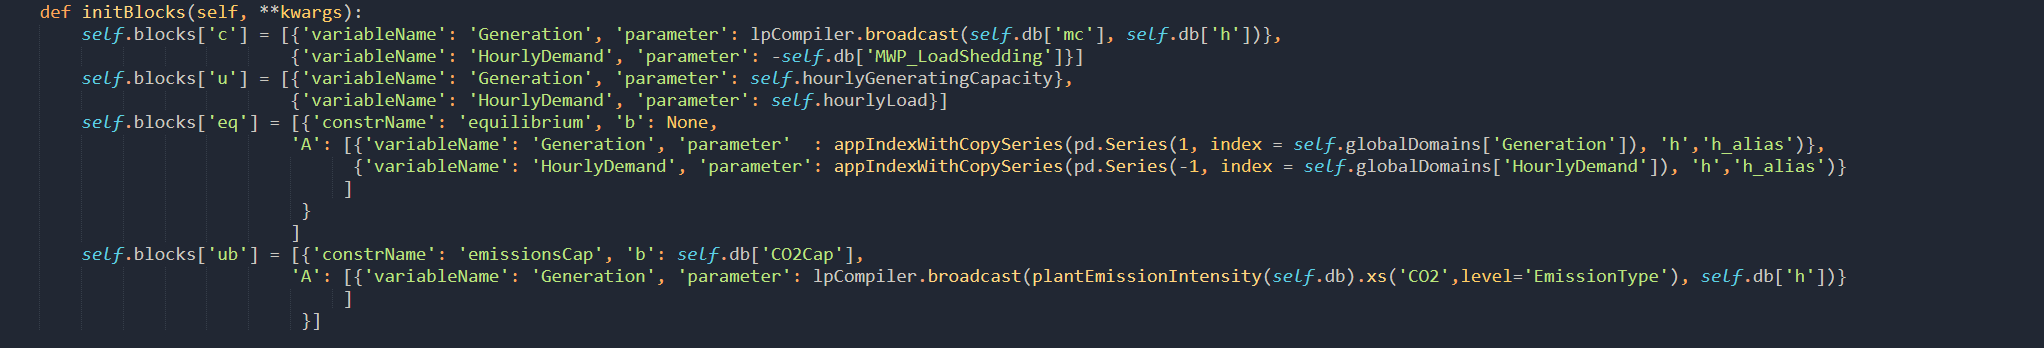 def initBlocks(self, **kwargs):
    self.blocks['c'] = [{'variableName': 'Generation', 'parameter': lpCompiler.broadcast(self.db['mc'], self.db['h'])},
                        {'variableName': 'HourlyDemand', 'parameter': -self.db['MWP_LoadShedding']}]
    self.blocks['u'] = [{'variableName': 'Generation', 'parameter': self.hourlyGeneratingCapacity},
                        {'variableName': 'HourlyDemand', 'parameter': self.hourlyLoad}]
    self.blocks['eq'] = [{'constrName': 'equilibrium', 'b': None,
                        'A': [{'variableName': 'Generation', 'parameter'  : appIndexWithCopySeries(pd.Series(1, index = self.globalDomains['Generation']), 'h','h_alias')},
                              {'variableName': 'HourlyDemand', 'parameter': appIndexWithCopySeries(pd.Series(-1, index = self.globalDomains['HourlyDemand']), 'h','h_alias')}
                             ]
                         }
                        ]
    self.blocks['ub'] = [{'constrName': 'emissionsCap', 'b': self.db['CO2Cap'],
                        'A': [{'variableName': 'Generation', 'parameter': lpCompiler.broadcast(plantEmissionIntensity(self.db).xs('CO2',level='EmissionType'), self.db['h'])}
                             ]
                         }]